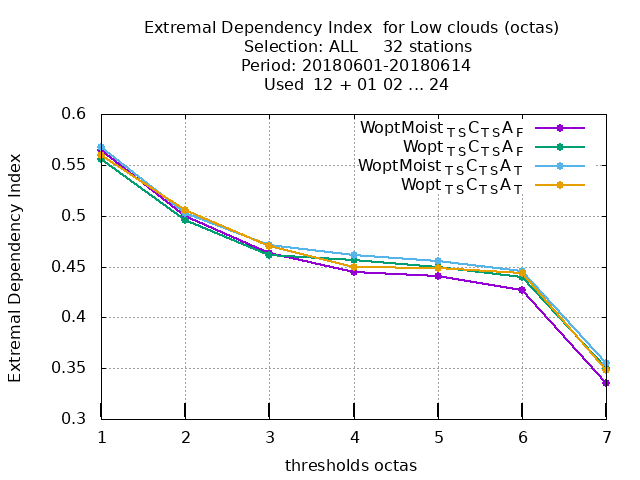 Extremal Dependency Index  for Low clouds (octas)
Selection: ALL     32 stations
Period: 20180601-20180614
Used  12 + 01 02 ... 24
WoptMoist TS C TS A F
Wopt TS C TS A F
WoptMoist TS C TS A T
Wopt TS C TS A T
Extremal Dependency Index
0.6
0.55
0.5
0.45
0.4
0.35
0.3
1 2 3 4 5 6 7
thresholds octas